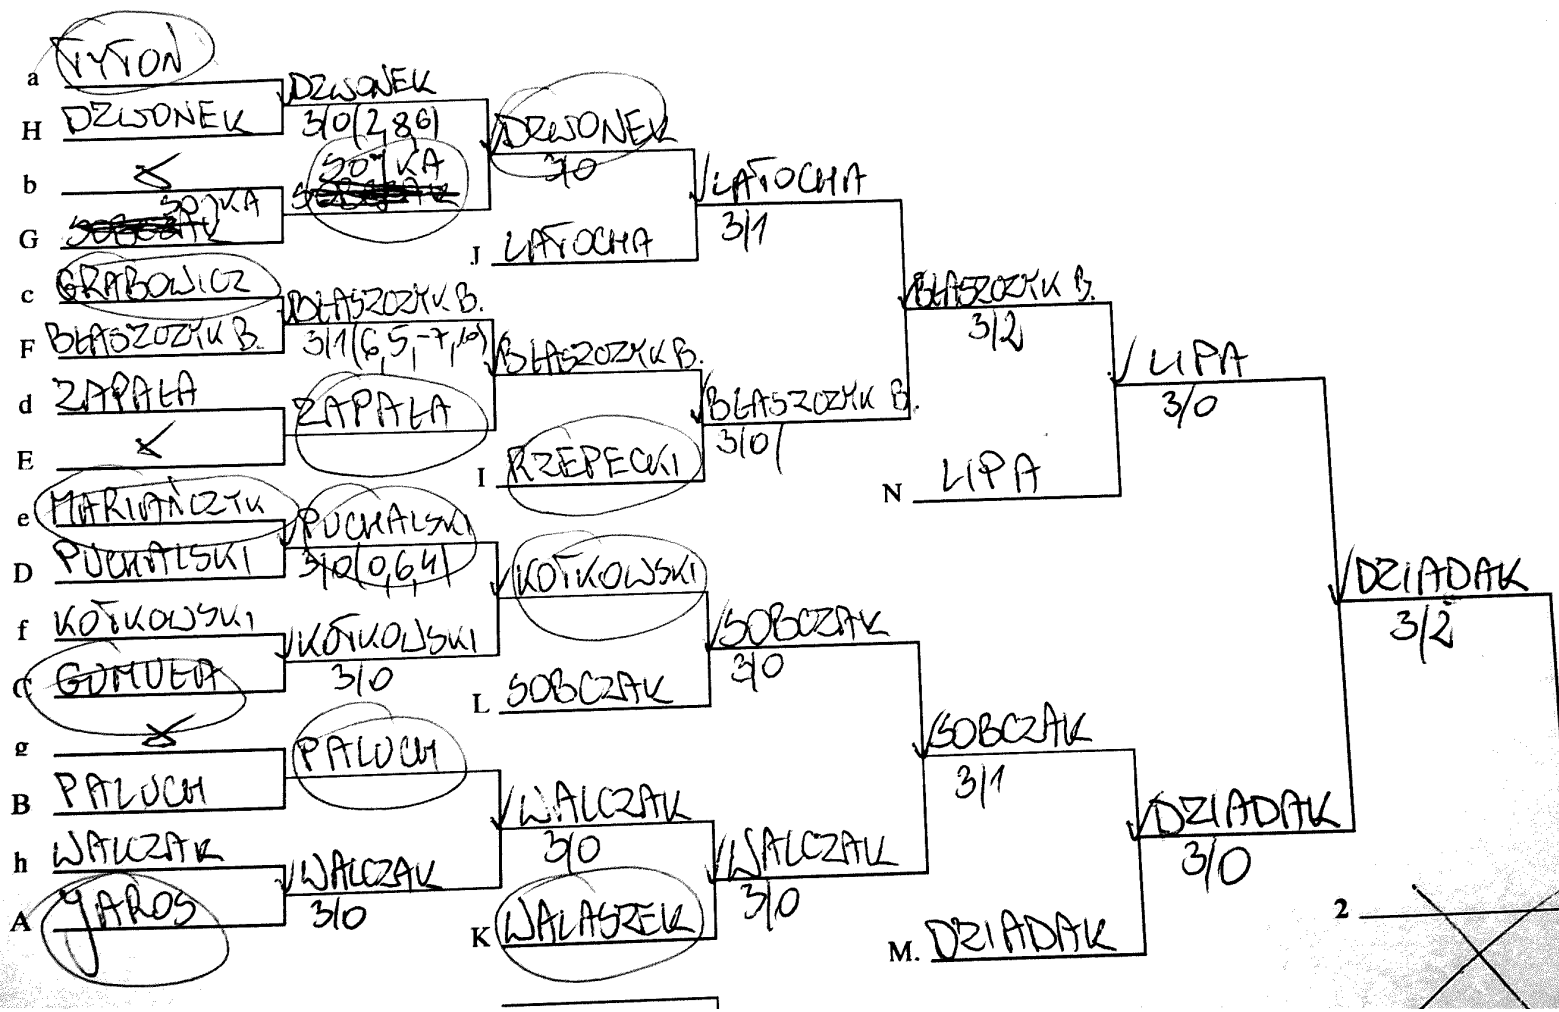 a TYTOŃ
H DZWONEK
DZWONEK
3/0 (2,8,6)
b X
G SOJKA
SOJKA
DZWONEK
3/0
J LATOCHA
LATOCHA
3/1
c GRABOWICZ
F BŁASZCZYK B.
BŁASZCZYK B.
3/1 (6,5,-7,10)
d ZAPAŁA
E X
ZAPAŁA
BŁASZCZYK B.
I RZEPECKI
BŁASZCZYK B.
3/0
BŁASZCZYK B.
3/2
N LIPA
LIPA
3/0
e MARIAŃCZYK
D PUCHALSKI
PUCHALSKI
3/0 (0,6,4)
f KOTKOWSKI
C GOMUŁA
KOTKOWSKI
3/0
KOTKOWSKI
L SOBCZAK
SOBCZAK
3/0
g X
B PALUCH
PALUCH
h WALCZAK
A JAROS
WALCZAK
3/0
WALCZAK
3/0
K WALASZEK
WALCZAK
3/0
SOBCZAK
3/1
M. DZIADAK
DZIADAK
3/0
DZIADAK
3/2
2